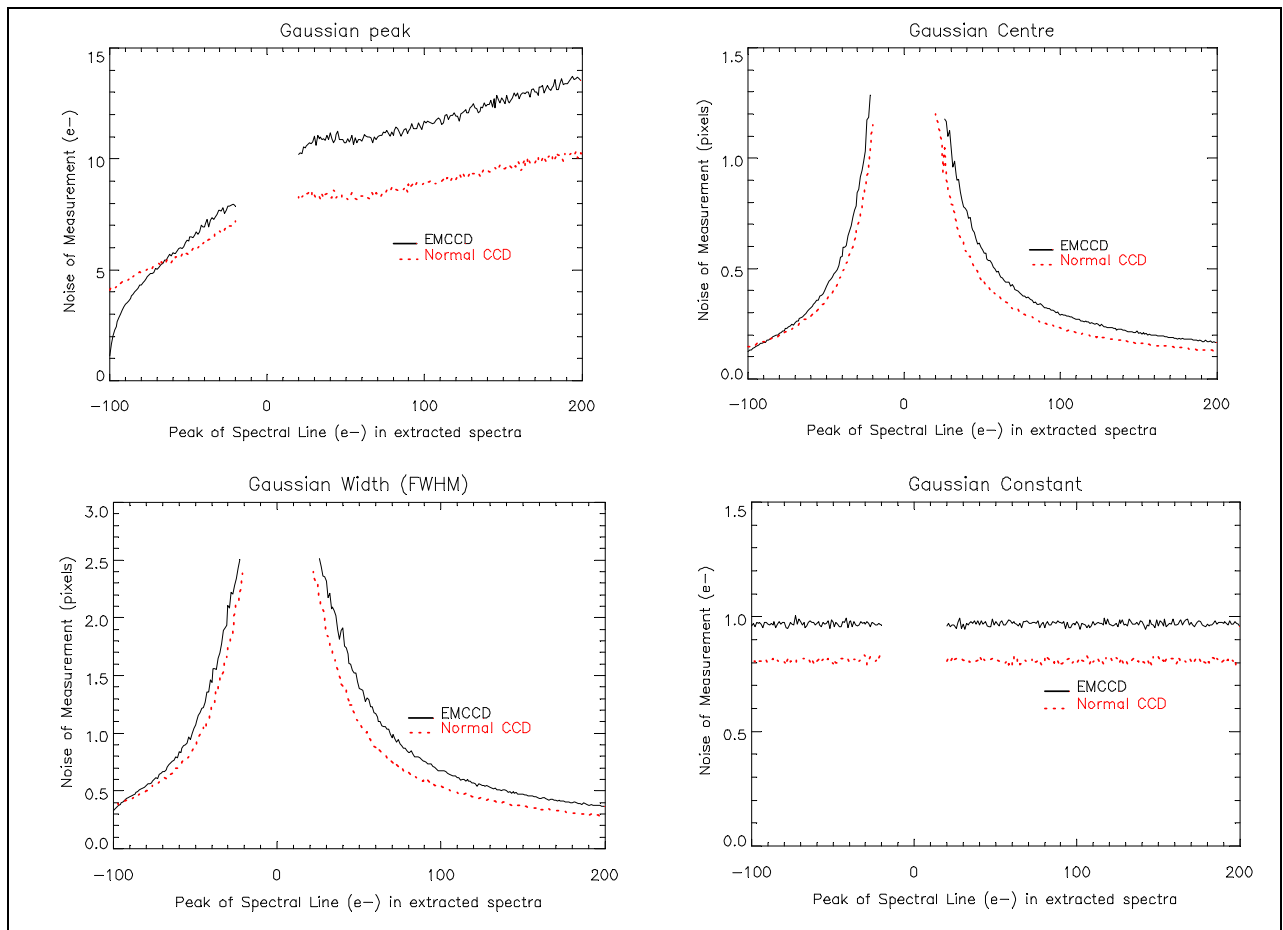 Gaussian peak
15
10
5
0
Noise of Measurement (e−)
EMCCD
Normal CCD
−100 0 100 200
Peak of Spectral Line (e−) in extracted spectra
Gaussian Centre
1.5
1.0
0.5
0.0
Noise of Measurement (pixels)
EMCCD
Normal CCD
−100 0 100 200
Peak of Spectral Line (e−) in extracted spectra
Gaussian Width (FWHM)
3.0
2.5
2.0
1.5
1.0
0.5
0.0
Noise of Measurement (pixels)
EMCCD
Normal CCD
−100 0 100 200
Peak of Spectral Line (e−) in extracted spectra
Gaussian Constant
1.5
1.0
0.5
0.0
Noise of Measurement (e−)
EMCCD
Normal CCD
−100 0 100 200
Peak of Spectral Line (e−) in extracted spectra